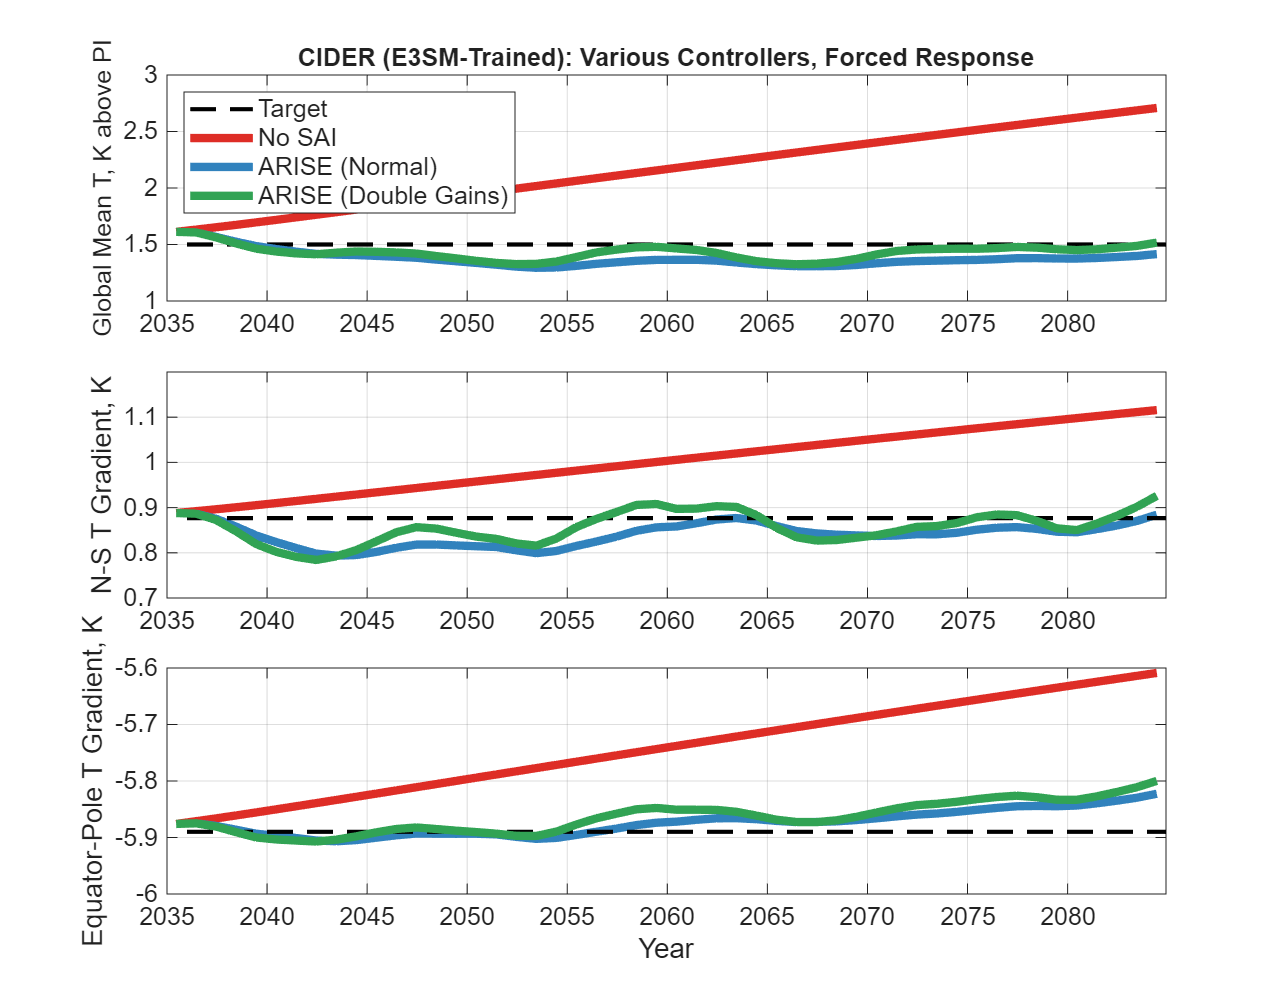 CIDER (E3SM-Trained): Various Controllers, Forced Response
Global Mean T, K above PI
3
2.5
2
1.5
1
Target
No SAI
ARISE (Normal)
ARISE (Double Gains)
2035 2040 2045 2050 2055 2060 2065 2070 2075 2080
N-S T Gradient, K
1.1
1
0.9
0.8
0.7
2035 2040 2045 2050 2055 2060 2065 2070 2075 2080
Equator-Pole T Gradient, K
-5.6
-5.7
-5.8
-5.9
-6
2035 2040 2045 2050 2055 2060 2065 2070 2075 2080
Year